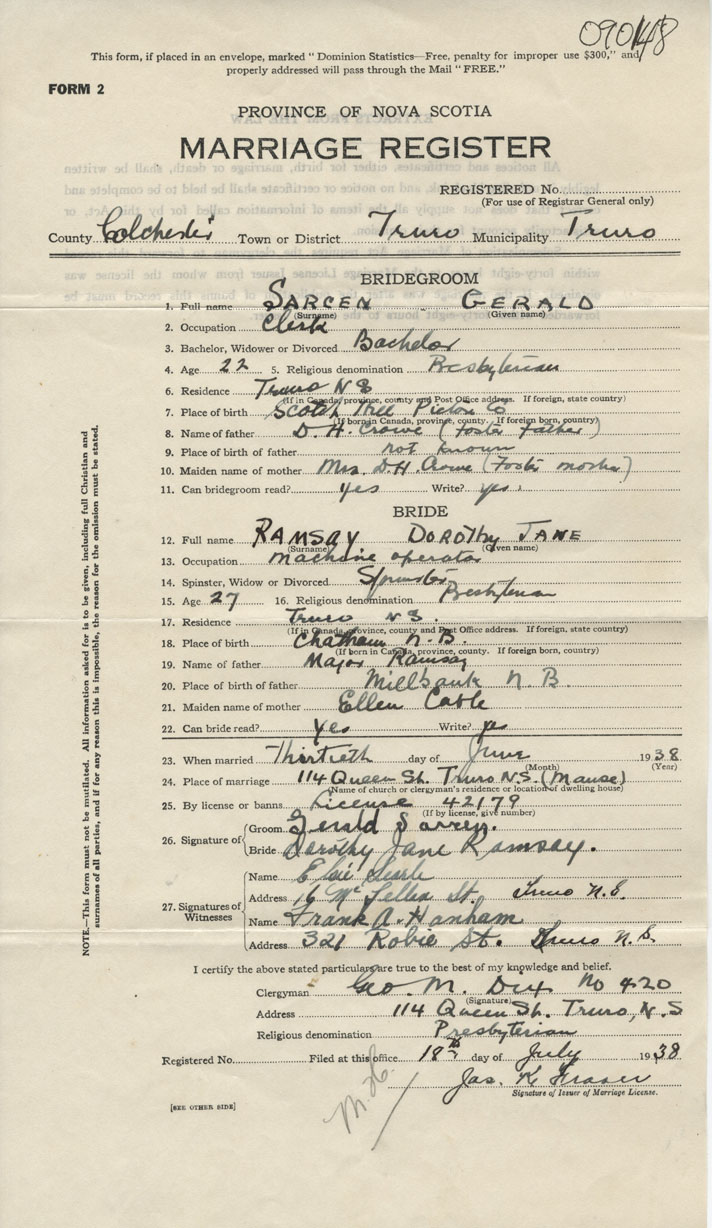 090148
This form, if placed in an envelope, marked "Dominion Statistics—Free, penalty for improper use $300," and
properly addressed will pass through the Mail "FREE."
FORM 2
PROVINCE OF NOVA SCOTIA
MARRIAGE REGISTER
REGISTERED No.
(For use of Registrar General only)
County Colchester Town or District Truro Municipality Truro
BRIDEGROOM
1. Full name SARCEN GERALD
(Surname) (Given name)
2. Occupation Clerk
3. Bachelor, Widower or Divorced Bachelor
4. Age 22 5. Religious denomination Presbyterian
6. Residence Truro N S
(If in Canada, province, county and Post Office address. If foreign, state country)
7. Place of birth Scotch Hill Pictou Co
(If born in Canada, province, county. If foreign born, country)
8. Name of father D. H. Crowe (Foster Father)
9. Place of birth of father not known
10. Maiden name of mother Mrs. D. H. Crowe (Foster mother)
11. Can bridegroom read? yes Write? yes
BRIDE
12. Full name RAMSAY DOROTHY JANE
(Surname) (Given name)
13. Occupation machine operator
14. Spinster, Widow or Divorced Spinster
15. Age 27 16. Religious denomination Presbyterian
17. Residence Truro N S.
(If in Canada, province, county and Post Office address. If foreign, state country)
18. Place of birth Chatham N. B.
(If born in Canada, province, county. If foreign born, country)
19. Name of father Major Ramsay
20. Place of birth of father Millbank N. B.
21. Maiden name of mother Ellen Cable
22. Can bride read? Yes Write? yes
23. When married Thirtieth day of June 1938
(Month) (Year)
24. Place of marriage 114 Queen St. Truro N.S. (Manse)
(Name of church or clergyman's residence or location of dwelling house)
25. By license or banns License 42179
(If by license, give number)
26. Signature of Groom Gerald Sarcen.
Bride Dorothy Jane Ramsay.
27. Signatures of Witnesses Name Elsie Searle
Address 16 McClellan St. Truro N.S.
Name Frank A. Hanham
Address 321 Robie St. Truro N. S.
I certify the above stated particulars are true to the best of my knowledge and belief.
Clergyman Geo. M. Dix No 420
(Signature)
Address 114 Queen St. Truro, N.S
Religious denomination Presbyterian
Registered No. Filed at this office 18th day of July 1938
Jas. K. Fraser
Signature of Issuer of Marriage License.
[SEE OTHER SIDE]
NOTE.—This form must not be mutilated. All information asked for is to be given, including full Christian and
surnames of all parties, and if for any reason this is impossible, the reason for the omission must be stated.